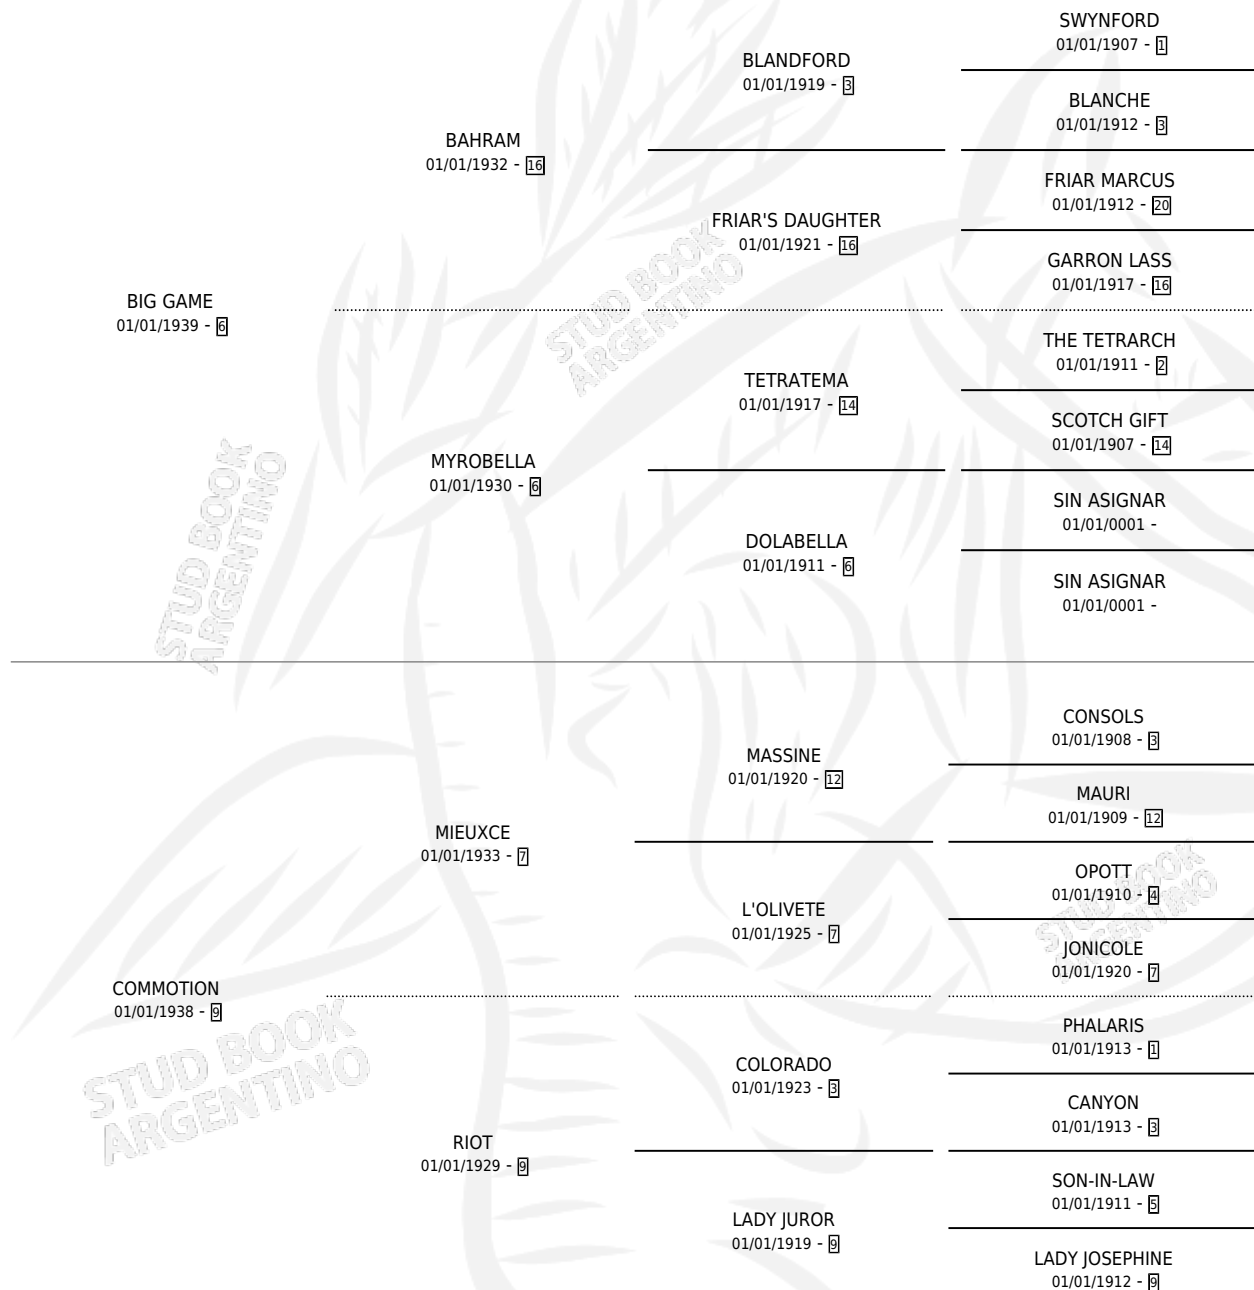 SWYNFORD
01/01/1907 - 1
BLANDFORD
01/01/1919 - 3
BLANCHE
01/01/1912 - 3
BAHRAM
01/01/1932 - 16
FRIAR MARCUS
01/01/1912 - 20
FRIAR'S DAUGHTER
01/01/1921 - 16
GARRON LASS
01/01/1917 - 16
BIG GAME
01/01/1939 - 6
THE TETRARCH
01/01/1911 - 2
TETRATEMA
01/01/1917 - 14
SCOTCH GIFT
01/01/1907 - 14
MYROBELLA
01/01/1930 - 6
SIN ASIGNAR
01/01/0001 -
DOLABELLA
01/01/1911 - 6
SIN ASIGNAR
01/01/0001 -
CONSOLS
01/01/1908 - 3
MASSINE
01/01/1920 - 12
MAURI
01/01/1909 - 12
MIEUXCE
01/01/1933 - 7
OPOTT
01/01/1910 - 4
L'OLIVETE
01/01/1925 - 7
JONICOLE
01/01/1920 - 7
COMMOTION
01/01/1938 - 9
PHALARIS
01/01/1913 - 1
COLORADO
01/01/1923 - 3
CANYON
01/01/1913 - 3
RIOT
01/01/1929 - 9
SON-IN-LAW
01/01/1911 - 5
LADY JUROR
01/01/1919 - 9
LADY JOSEPHINE
01/01/1912 - 9
STUD BOOK
ARGENTINO
STUD BOOK
ARGENTINO
STUD BOOK
ARGENTINO
STUD BOOK
ARGENTINO